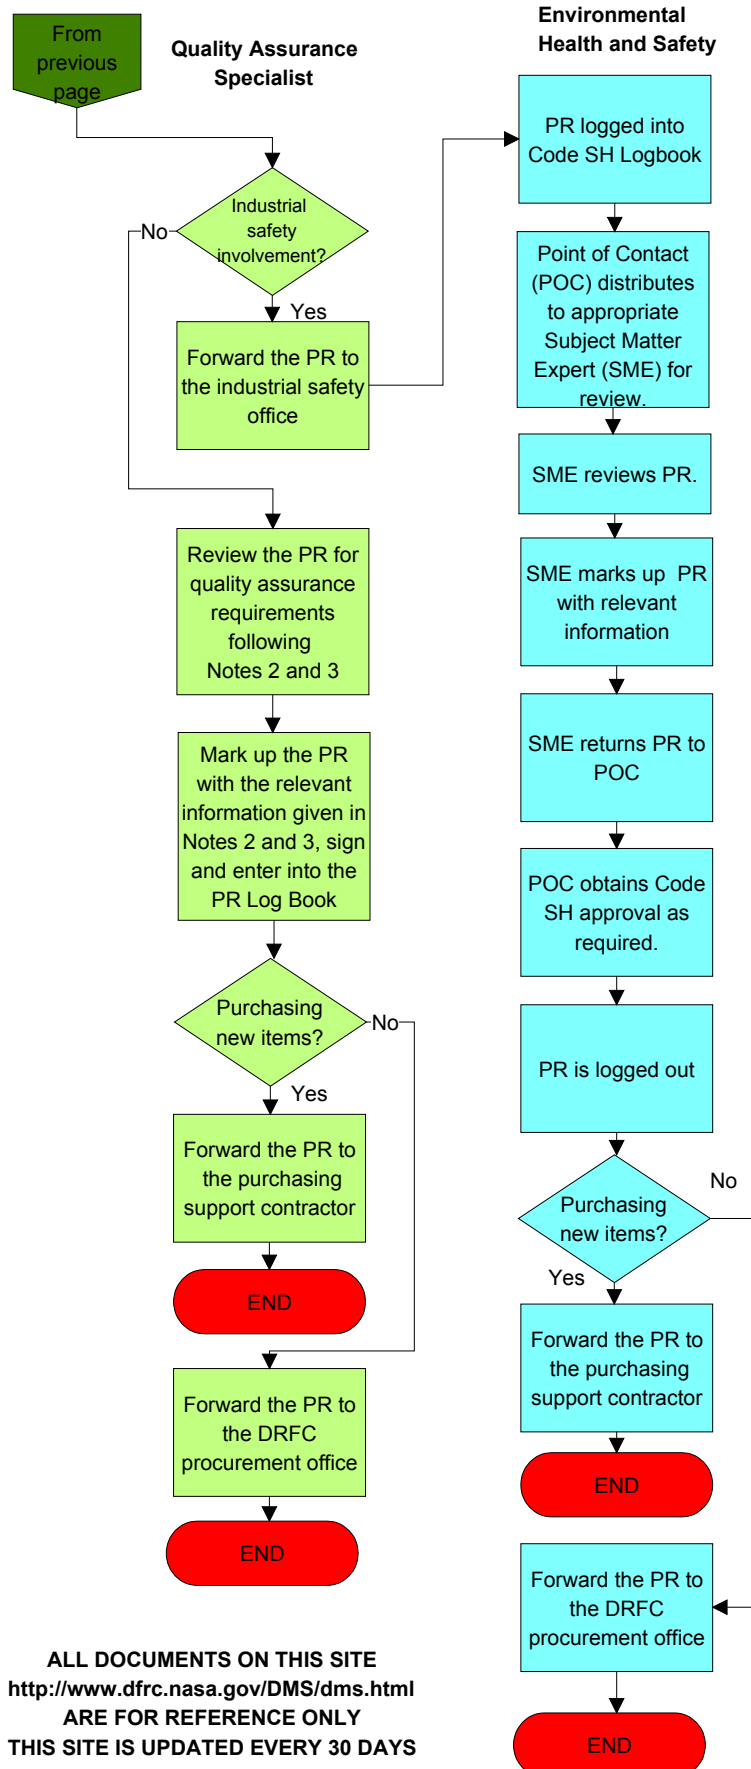 From
previous
page
Quality Assurance
Specialist
Industrial
safety
involvement?
No
Yes
Forward the PR to
the industrial safety
office
Review the PR for
quality assurance
requirements
following
Notes 2 and 3
Mark up the PR
with the relevant
information given in
Notes 2 and 3, sign
and enter into the
PR Log Book
Purchasing
new items?
No
Yes
Forward the PR to
the purchasing
support contractor
END
Forward the PR to
the DRFC
procurement office
END
Environmental
Health and Safety
PR logged into
Code SH Logbook
Point of Contact
(POC) distributes
to appropriate
Subject Matter
Expert (SME) for
review.
SME reviews PR.
SME marks up  PR
with relevant
information
SME returns PR to
POC
POC obtains Code
SH approval as
required.
PR is logged out
Purchasing
new items?
No
Yes
Forward the PR to
the purchasing
support contractor
END
Forward the PR to
the DRFC
procurement office
END
ALL DOCUMENTS ON THIS SITE
http://www.dfrc.nasa.gov/DMS/dms.html
ARE FOR REFERENCE ONLY
THIS SITE IS UPDATED EVERY 30 DAYS